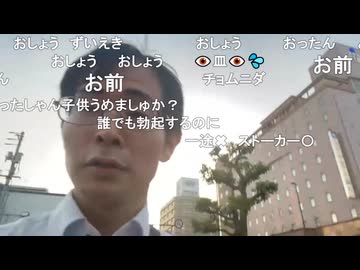 おしょう　ずいえき　おしょう　おったん
おしょう　おしょう　👁皿👁💦　お前
ん　お前　チョムニダ
ったしゃん子供うめましゅか？
誰でも勃起するのに
一途✖　ストーカー〇